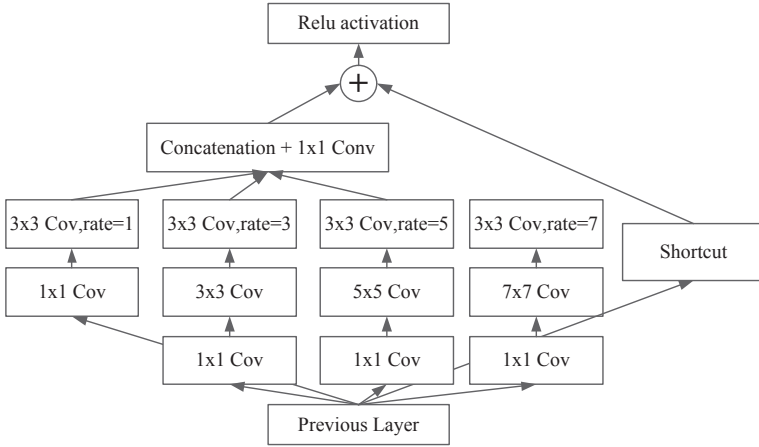 Relu activation
+
Concatenation + 1x1 Conv
3x3 Cov,rate=1
3x3 Cov,rate=3
3x3 Cov,rate=5
3x3 Cov,rate=7
Shortcut
1x1 Cov
3x3 Cov
5x5 Cov
7x7 Cov
1x1 Cov
1x1 Cov
1x1 Cov
Previous Layer